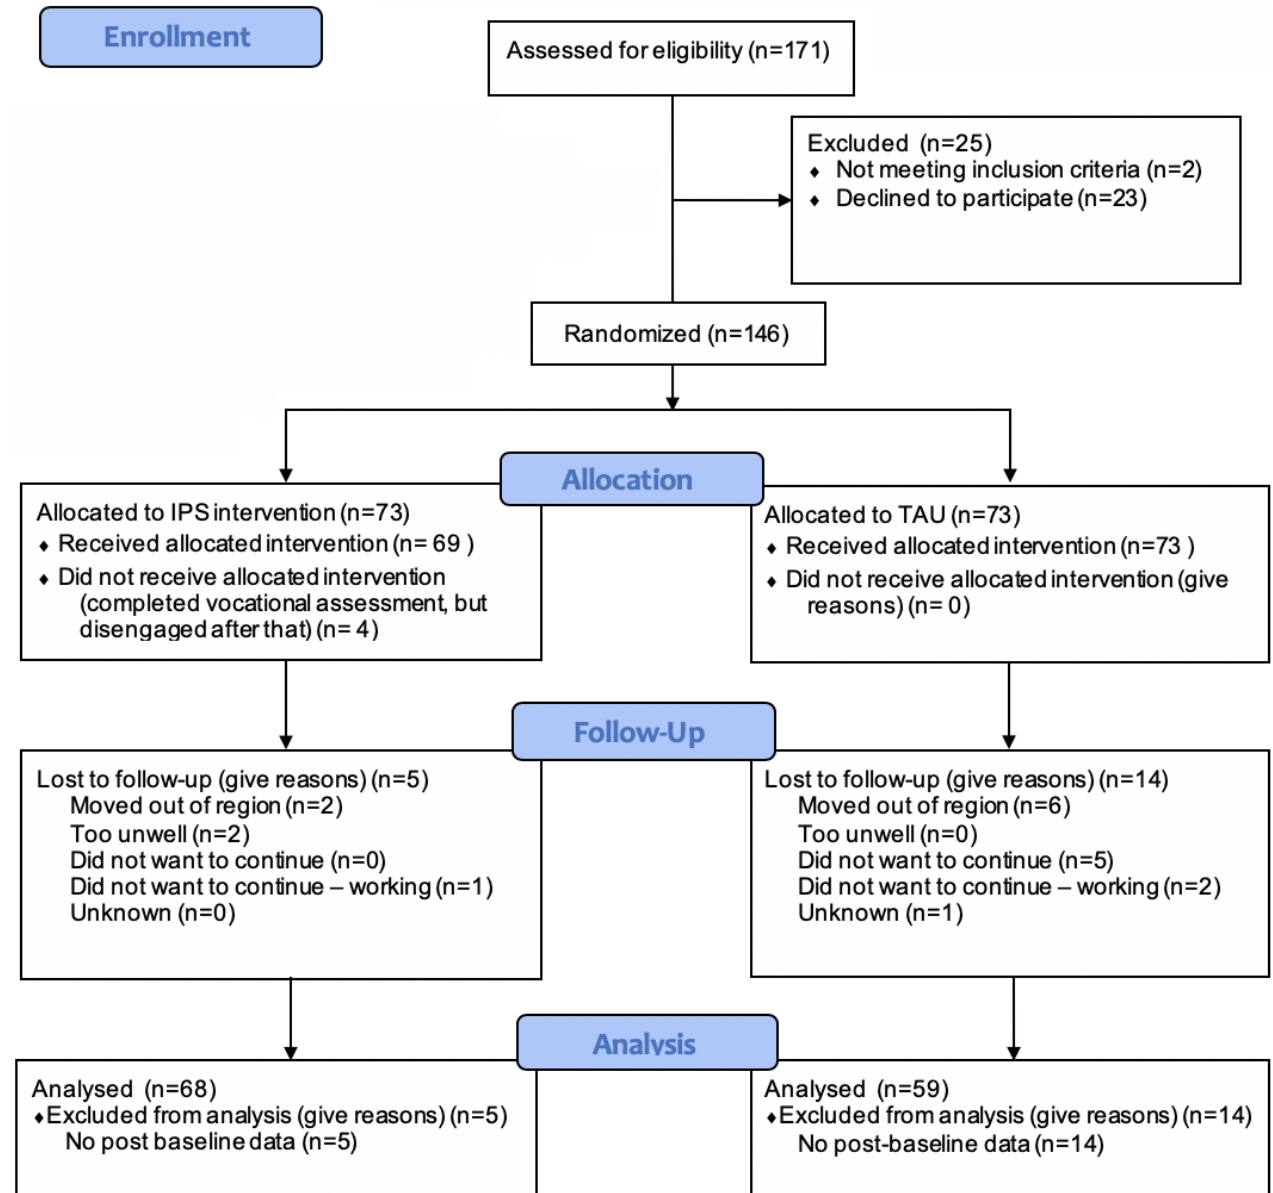 Enrollment
Assessed for eligibility (n=171)
Excluded (n=25)
♦ Not meeting inclusion criteria (n=2)
♦ Declined to participate (n=23)
Randomized (n=146)
Allocation
Allocated to IPS intervention (n=73)
♦ Received allocated intervention (n= 69 )
♦ Did not receive allocated intervention
(completed vocational assessment, but
disengaged after that) (n= 4)
Allocated to TAU (n=73)
♦ Received allocated intervention (n=73 )
♦ Did not receive allocated intervention (give
reasons) (n= 0)
Follow-Up
Lost to follow-up (give reasons) (n=5)
Moved out of region (n=2)
Too unwell (n=2)
Did not want to continue (n=0)
Did not want to continue – working (n=1)
Unknown (n=0)
Lost to follow-up (give reasons) (n=14)
Moved out of region (n=6)
Too unwell (n=0)
Did not want to continue (n=5)
Did not want to continue – working (n=2)
Unknown (n=1)
Analysis
Analysed (n=68)
♦Excluded from analysis (give reasons) (n=5)
No post baseline data (n=5)
Analysed (n=59)
♦Excluded from analysis (give reasons) (n=14)
No post-baseline data (n=14)